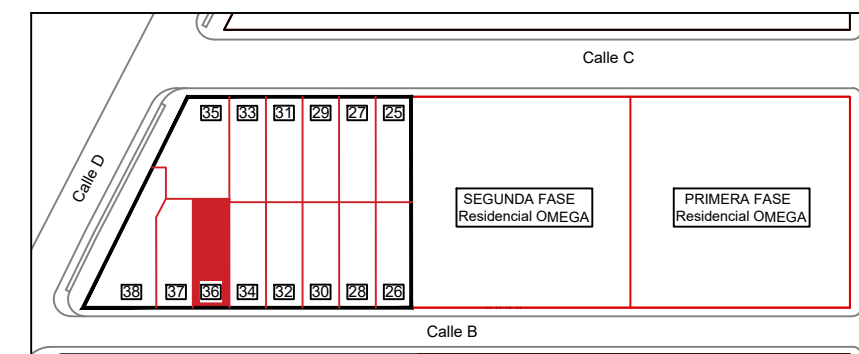 Calle C
35 33 31 29 27 25
Calle D
SEGUNDA FASE
Residencial OMEGA
PRIMERA FASE
Residencial OMEGA
38 37 36 34 32 30 28 26
Calle B